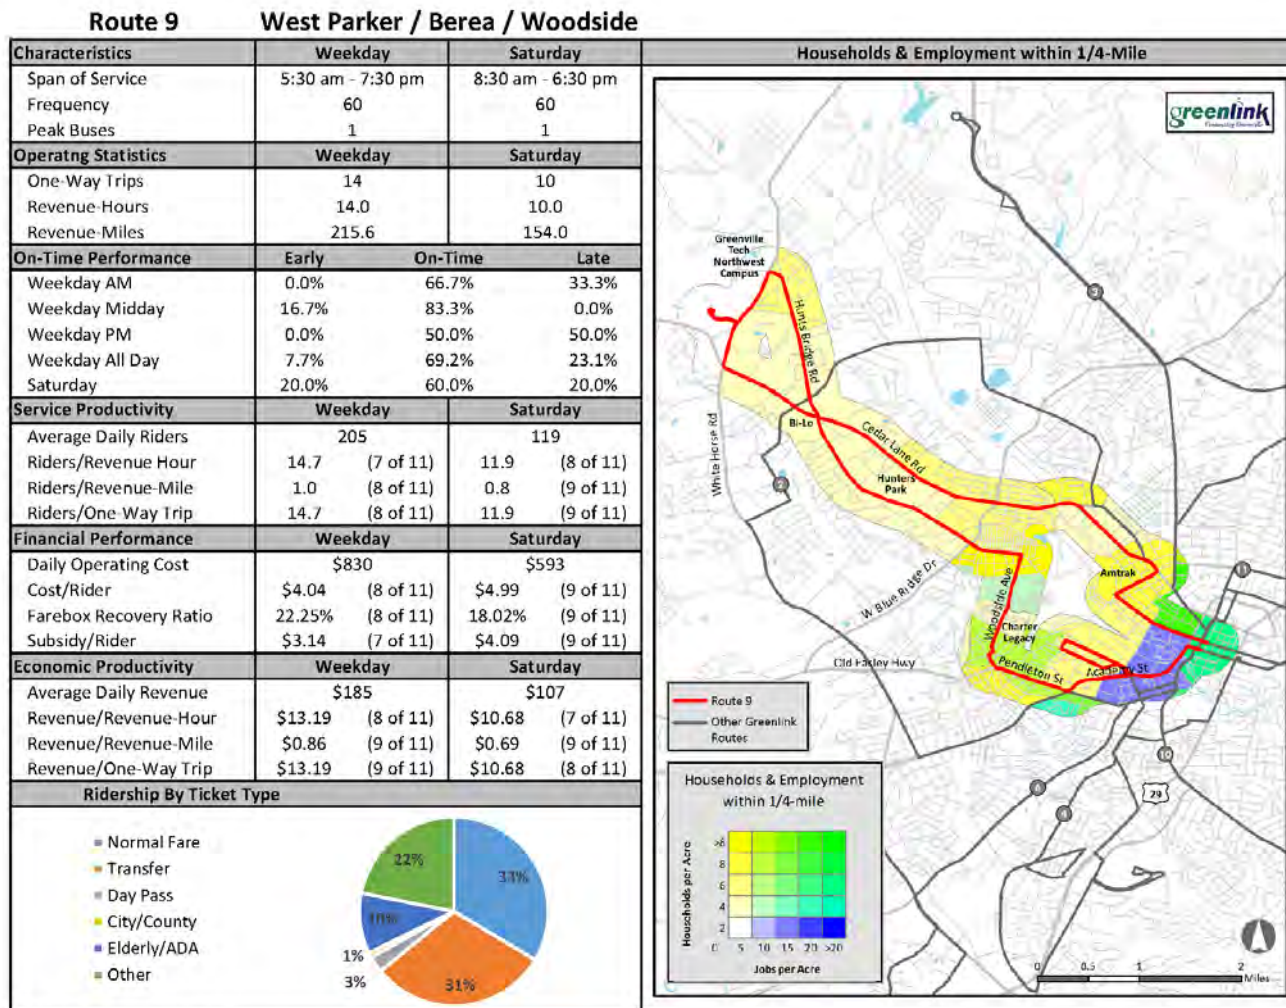 Route 9 West Parker / Berea / Woodside
Characteristics Weekday Saturday
Span of Service 5:30 am - 7:30 pm 8:30 am - 6:30 pm
Frequency 60 60
Peak Buses 1 1
Operatng Statistics Weekday Saturday
One-Way Trips 14 10
Revenue-Hours 14.0 10.0
Revenue-Miles 215.6 154.0
On-Time Performance Early On-Time Late
Weekday AM 0.0% 66.7% 33.3%
Weekday Midday 16.7% 83.3% 0.0%
Weekday PM 0.0% 50.0% 50.0%
Weekday All Day 7.7% 69.2% 23.1%
Saturday 20.0% 60.0% 20.0%
Service Productivity Weekday Saturday
Average Daily Riders 205 119
Riders/Revenue Hour 14.7 (7 of 11) 11.9 (8 of 11)
Riders/Revenue-Mile 1.0 (8 of 11) 0.8 (9 of 11)
Riders/One-Way Trip 14.7 (8 of 11) 11.9 (9 of 11)
Financial Performance Weekday Saturday
Daily Operating Cost $830 $593
Cost/Rider $4.04 (8 of 11) $4.99 (9 of 11)
Farebox Recovery Ratio 22.25% (8 of 11) 18.02% (9 of 11)
Subsidy/Rider $3.14 (7 of 11) $4.09 (9 of 11)
Economic Productivity Weekday Saturday
Average Daily Revenue $185 $107
Revenue/Revenue-Hour $13.19 (8 of 11) $10.68 (7 of 11)
Revenue/Revenue-Mile $0.86 (9 of 11) $0.69 (9 of 11)
Revenue/One-Way Trip $13.19 (9 of 11) $10.68 (8 of 11)
Ridership By Ticket Type
Normal Fare
Transfer
Day Pass
City/County
Elderly/ADA
Other
33%
31%
3%
1%
10%
22%
Households & Employment within 1/4-Mile
greenlink
Greenville
Tech
Northwest
Campus
Hunts Bridge Rd
White Horse Rd
Bi-Lo
Cedar Lane Rd
Hunters
Park
W Blue Ridge Dr
Woodside Ave
Amtrak
Charter
Legacy
Old Easley Hwy
Pendleton St
Academy St
3
2
11
10
6
4
29
Route 9
Other Greenlink
Routes
Households & Employment
within 1/4-mile
Households per Acre
>8
8
6
4
2
0 5 10 15 20 >20
Jobs per Acre
0 0.5 1 2
Miles